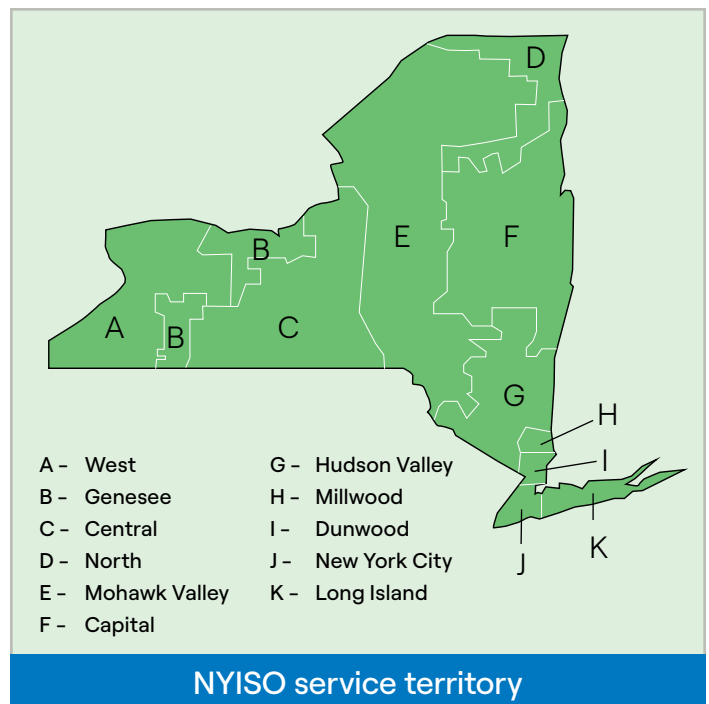 D
B
E
F
A
B
C
G
H
I
J
K
A – West
B – Genesee
C – Central
D – North
E – Mohawk Valley
F – Capital
G – Hudson Valley
H – Millwood
I – Dunwood
J – New York City
K – Long Island
NYISO service territory